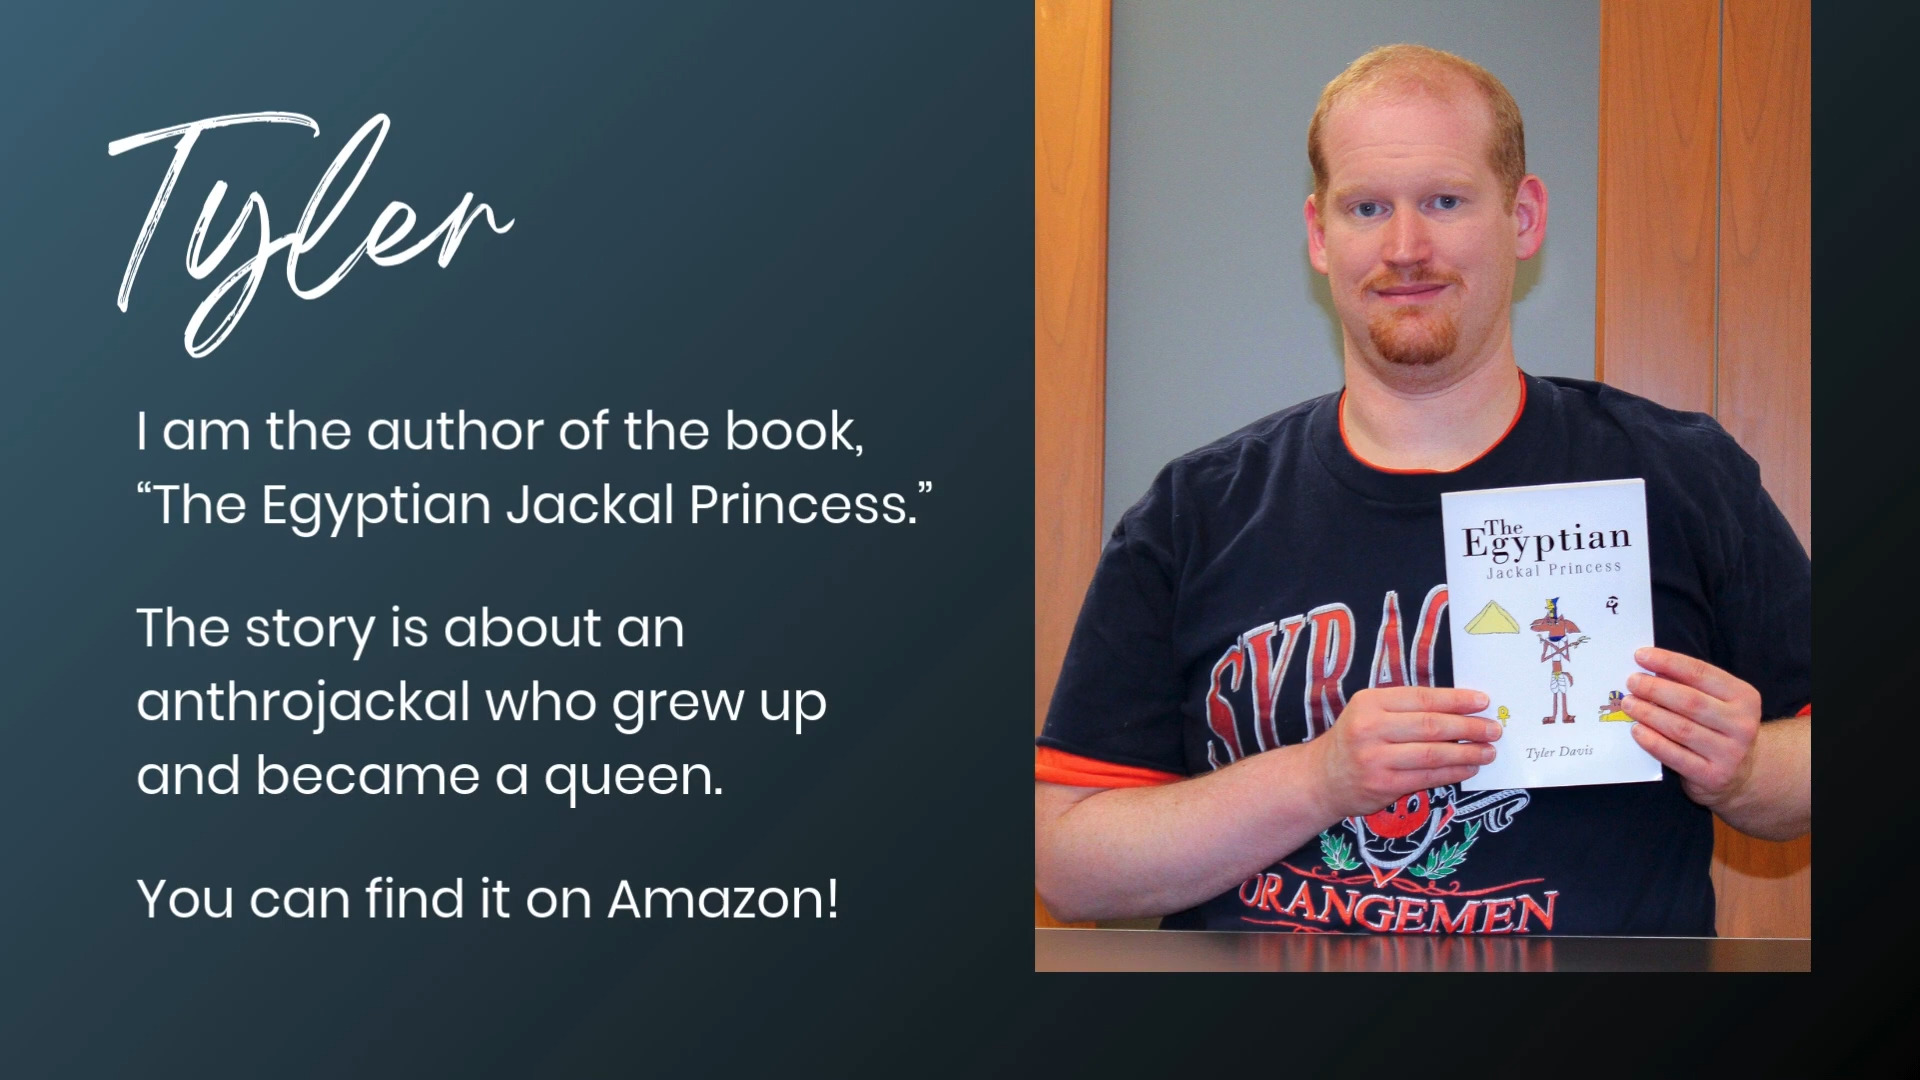 Tyler
I am the author of the book,
“The Egyptian Jackal Princess.”
The story is about an
anthrojackal who grew up
and became a queen.
You can find it on Amazon!
The
Egyptian
Jackal Princess
Tyler Davis
SYRAC
ORANGEMEN